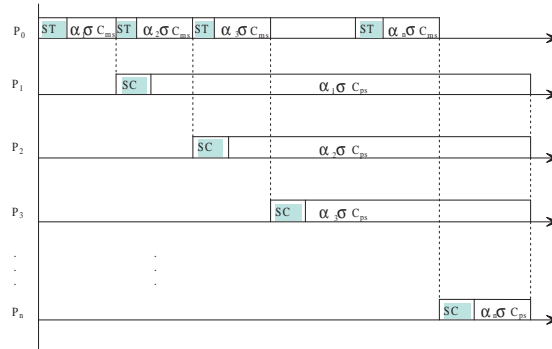 P₀ ST α₁σ Cₘₛ ST α₂σ Cₘₛ ST α₃σ Cₘₛ ST αₙσ Cₘₛ
P₁ SC α₁σ Cₚₛ
P₂ SC α₂σ Cₚₛ
P₃ SC α₃σ Cₚₛ
Pₙ SC αₙσ Cₚₛ